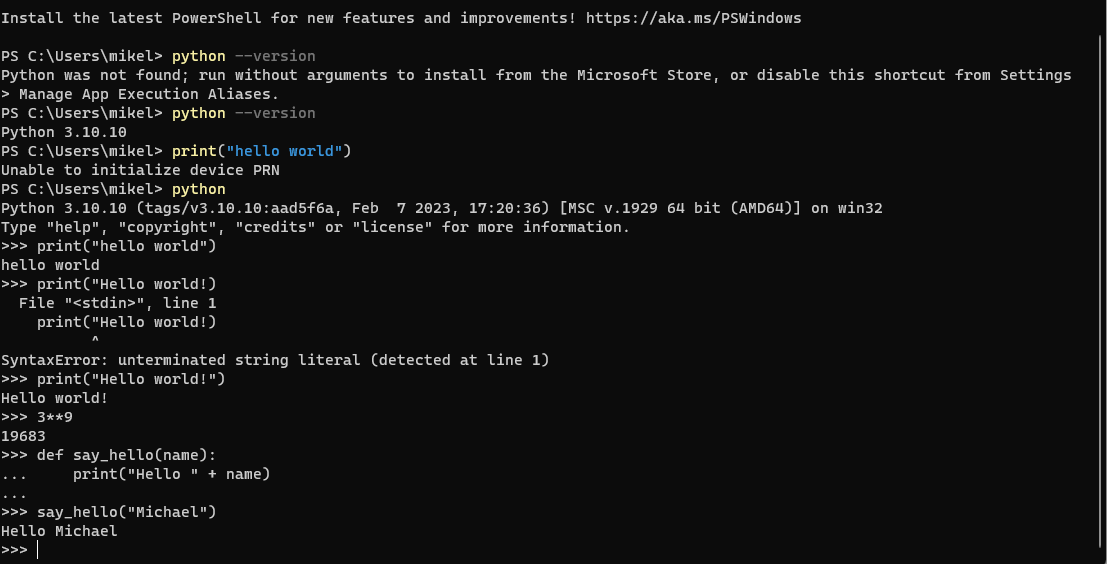 Install the latest PowerShell for new features and improvements! https://aka.ms/PSWindows
PS C:\Users\mikel> python --version
Python was not found; run without arguments to install from the Microsoft Store, or disable this shortcut from Settings
> Manage App Execution Aliases.
PS C:\Users\mikel> python --version
Python 3.10.10
PS C:\Users\mikel> print("hello world")
Unable to initialize device PRN
PS C:\Users\mikel> python
Python 3.10.10 (tags/v3.10.10:aad5f6a, Feb  7 2023, 17:20:36) [MSC v.1929 64 bit (AMD64)] on win32
Type "help", "copyright", "credits" or "license" for more information.
>>> print("hello world")
hello world
>>> print("Hello world!)
  File "<stdin>", line 1
    print("Hello world!)
          ^
SyntaxError: unterminated string literal (detected at line 1)
>>> print("Hello world!")
Hello world!
>>> 3**9
19683
>>> def say_hello(name):
...     print("Hello " + name)
...
>>> say_hello("Michael")
Hello Michael
>>>